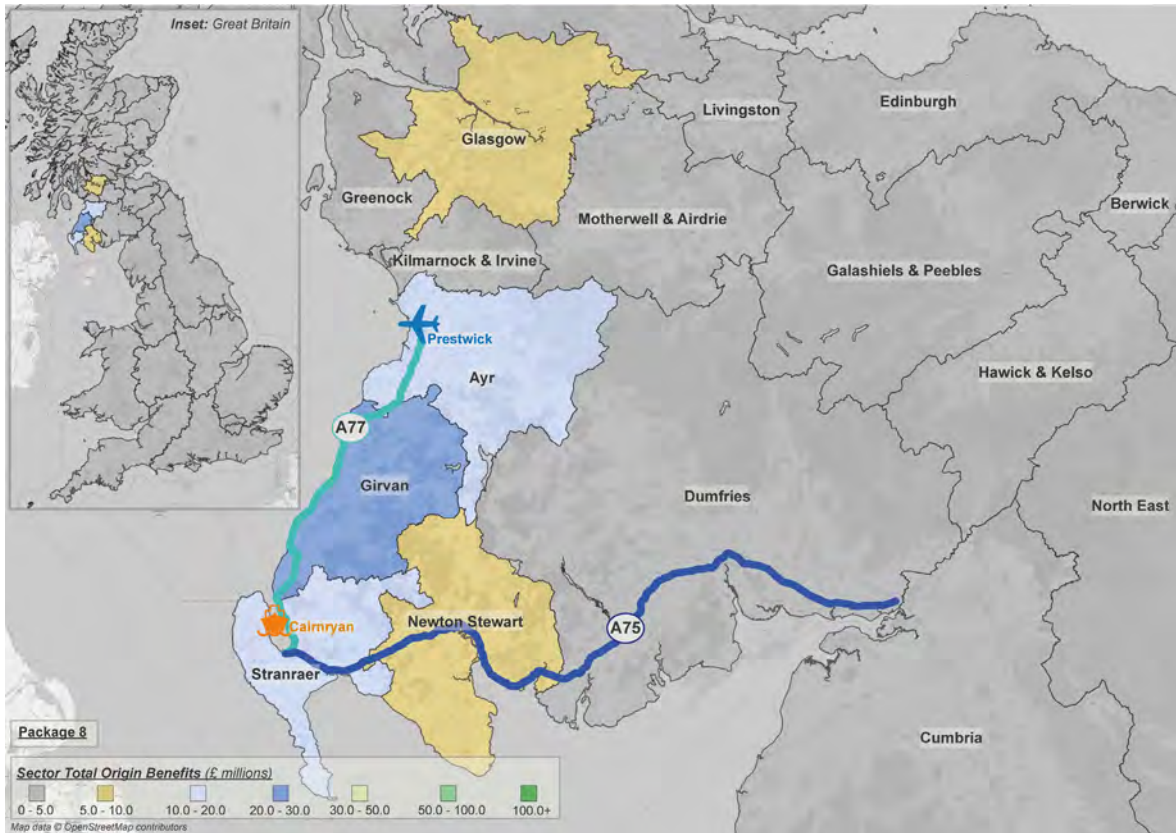 Inset: Great Britain
Livingston
Edinburgh
Glasgow
Greenock
Motherwell & Airdrie
Berwick
Kilmarnock & Irvine
Galashiels & Peebles
Prestwick
Ayr
Hawick & Kelso
A77
Girvan
Dumfries
North East
Cairnryan
Newton Stewart
A75
Stranraer
Package 8
Cumbria
Sector Total Origin Benefits (£ millions)
0 - 5.0 5.0 - 10.0 10.0 - 20.0 20.0 - 30.0 30.0 - 50.0 50.0 - 100.0 100.0+
Map data © OpenStreetMap contributors